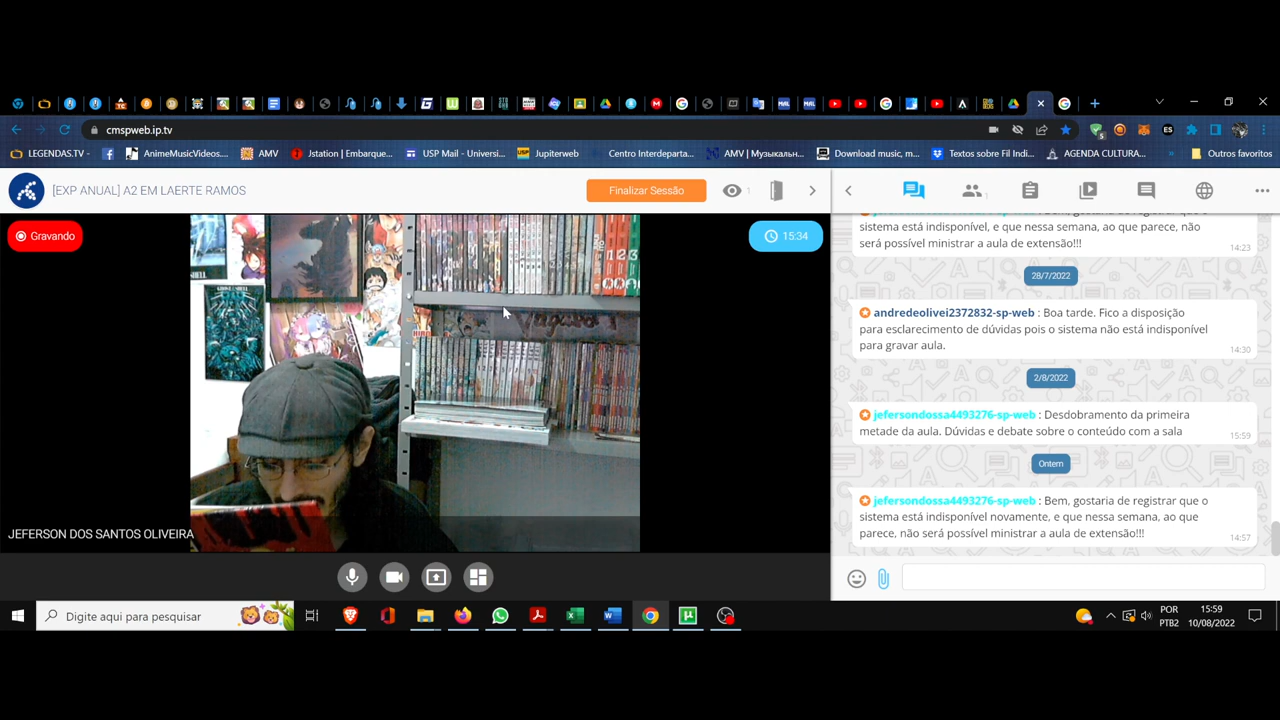 cmspweb.ip.tv
LEGENDAS.TV -
AnimeMusicVideos....
AMV
Jstation | Embarque...
USP Mail - Universi...
Jupiterweb
Centro Interdeparta...
AMV | Музыкальн...
Download music, m...
Textos sobre Fil Indi...
AGENDA CULTURA...
»
Outros favoritos
[EXP ANUAL] A2 EM LAERTE RAMOS
Finalizar Sessão
1
1
Gravando
15:34
sistema está indisponível, e que nessa semana, ao que parece, não
será possível ministrar a aula de extensão!!!
14:23
28/7/2022
andredeolivei2372832-sp-web : Boa tarde. Fico a disposição
para esclarecimento de dúvidas pois o sistema não está indisponível
para gravar aula.
14:30
2/8/2022
jefersondossa4493276-sp-web : Desdobramento da primeira
metade da aula. Dúvidas e debate sobre o conteúdo com a sala
15:59
Ontem
jefersondossa4493276-sp-web : Bem, gostaria de registrar que o
sistema está indisponível novamente, e que nessa semana, ao que
parece, não será possível ministrar a aula de extensão!!!
14:57
JEFERSON DOS SANTOS OLIVEIRA
Digite aqui para pesquisar
POR
PTB2
15:59
10/08/2022